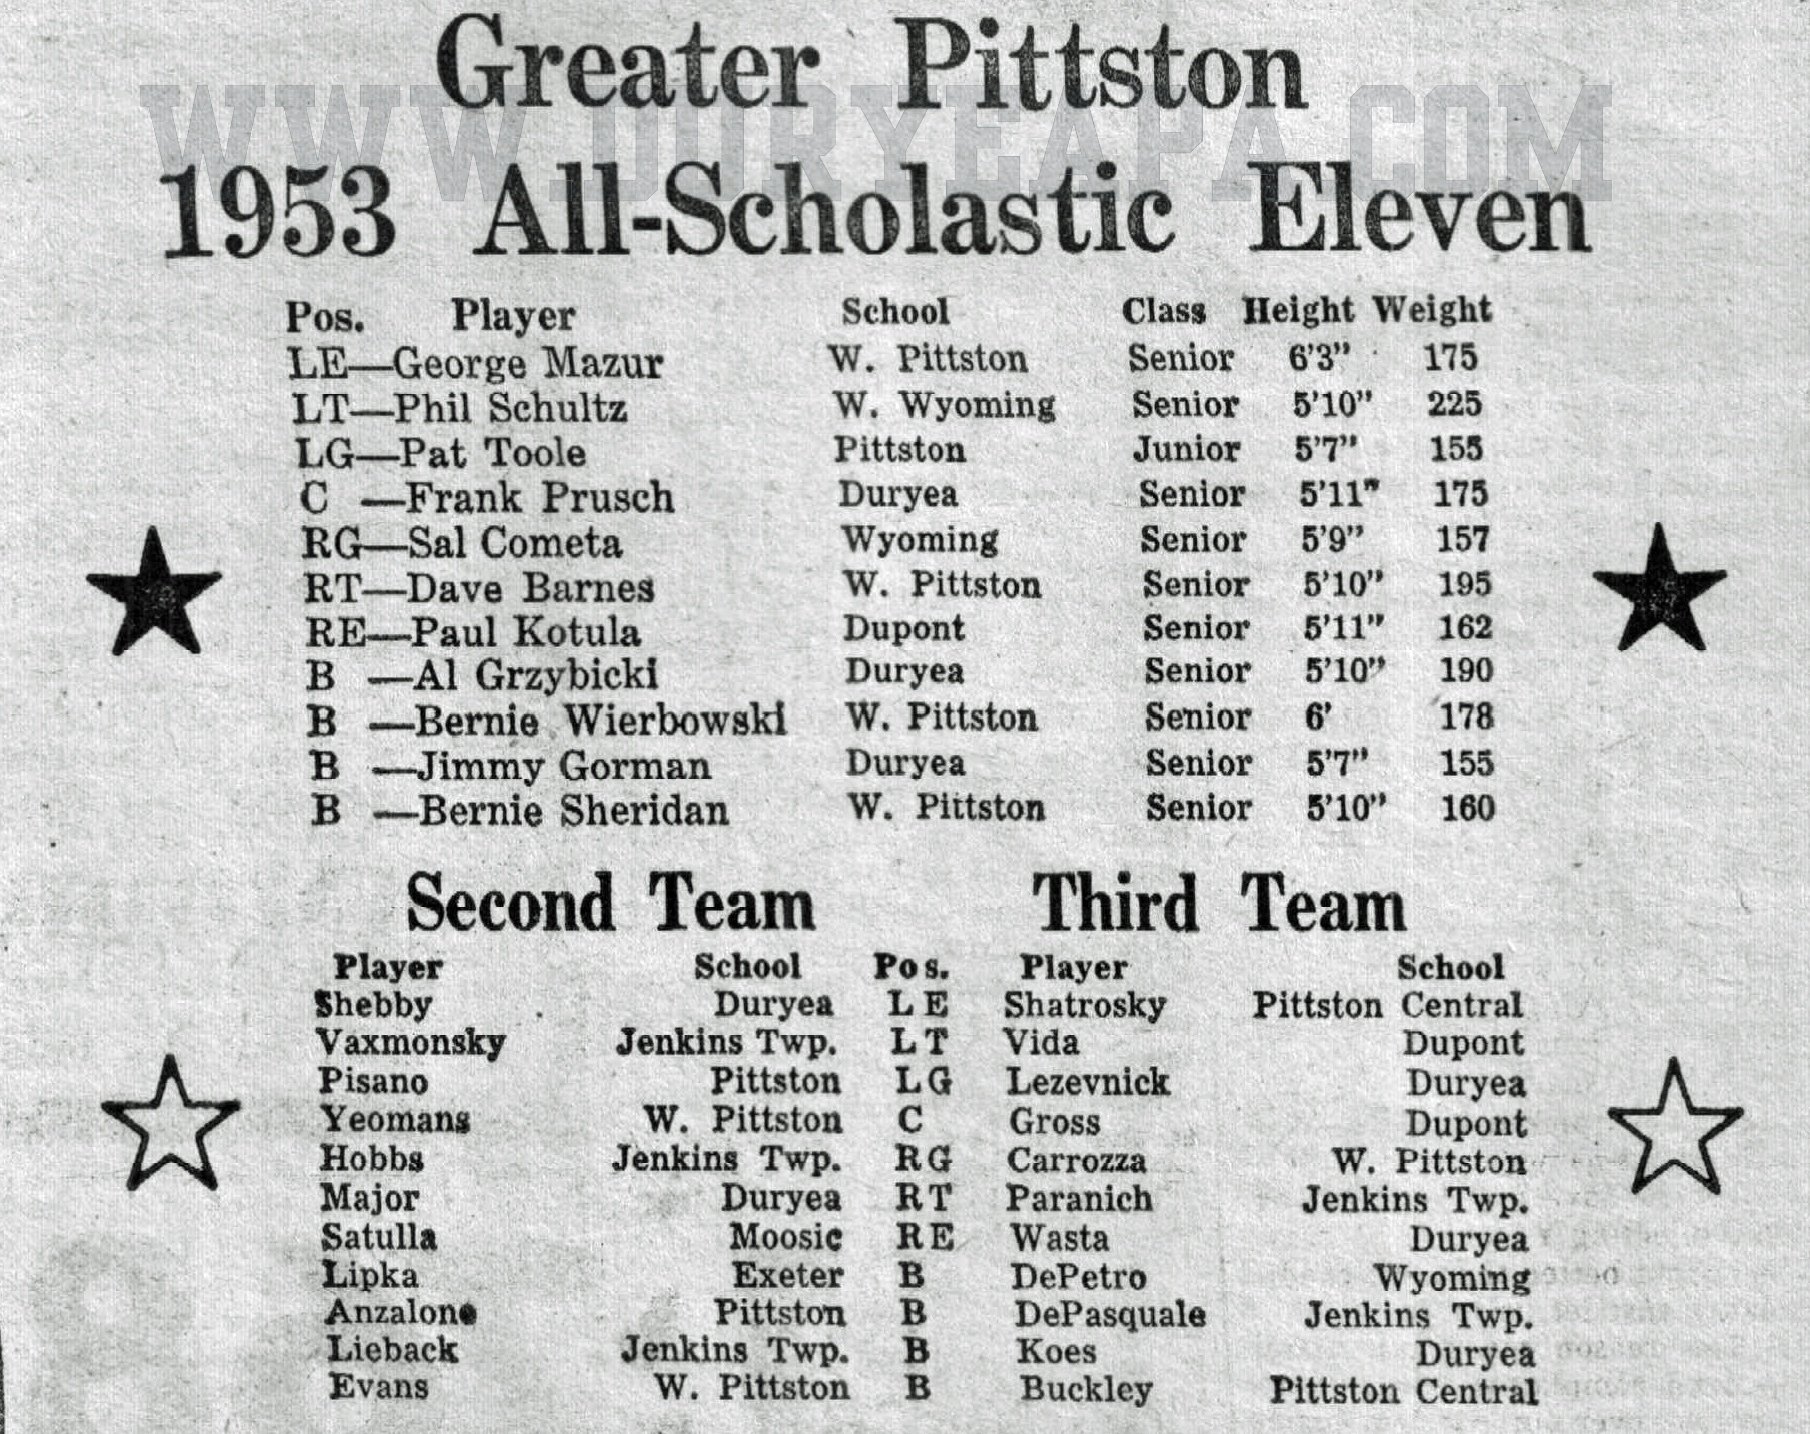 Greater Pittston
WWW.DURYEAPA.COM
1953 All-Scholastic Eleven
Pos. Player School Class Height Weight
LE—George Mazur W. Pittston Senior 6'3" 175
LT—Phil Schultz W. Wyoming Senior 5'10" 225
LG—Pat Toole Pittston Junior 5'7" 155
C —Frank Prusch Duryea Senior 5'11" 175
RG—Sal Cometa Wyoming Senior 5'9" 157
RT—Dave Barnes W. Pittston Senior 5'10" 195
RE—Paul Kotula Dupont Senior 5'11" 162
B —Al Grzybicki Duryea Senior 5'10" 190
B —Bernie Wierbowski W. Pittston Senior 6' 178
B —Jimmy Gorman Duryea Senior 5'7" 155
B —Bernie Sheridan W. Pittston Senior 5'10" 160
Second Team Third Team
Player School Pos. Player School
Shebby Duryea LE Shatrosky Pittston Central
Vaxmonsky Jenkins Twp. LT Vida Dupont
Pisano Pittston LG Lezevnick Duryea
Yeomans W. Pittston C Gross Dupont
Hobbs Jenkins Twp. RG Carrozza W. Pittston
Major Duryea RT Paranich Jenkins Twp.
Satulla Moosic RE Wasta Duryea
Lipka Exeter B DePetro Wyoming
Anzalone Pittston B DePasquale Jenkins Twp.
Lieback Jenkins Twp. B Koes Duryea
Evans W. Pittston B Buckley Pittston Central